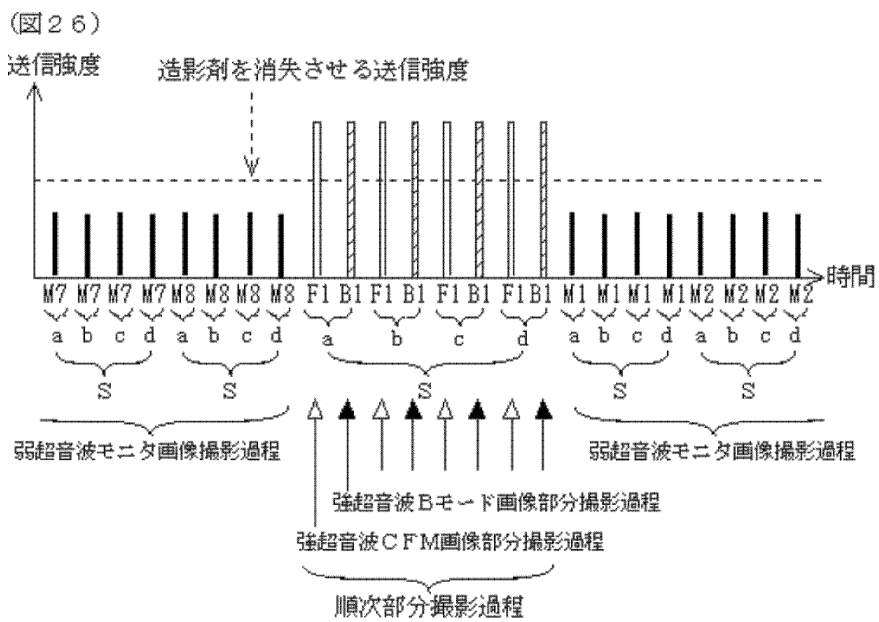 (図26)
送信強度
造影剤を消失させる送信強度
時間
M7 M7 M7 M7 M8 M8 M8 M8 F1 B1 F1 B1 F1 B1 F1 B1 M1 M1 M1 M1 M2 M2 M2 M2
a b c d a b c d a b c d a b c d a b c d
S S S S S
弱超音波モニタ画像撮影過程 弱超音波モニタ画像撮影過程
強超音波Bモード画像部分撮影過程
強超音波CFM画像部分撮影過程
順次部分撮影過程